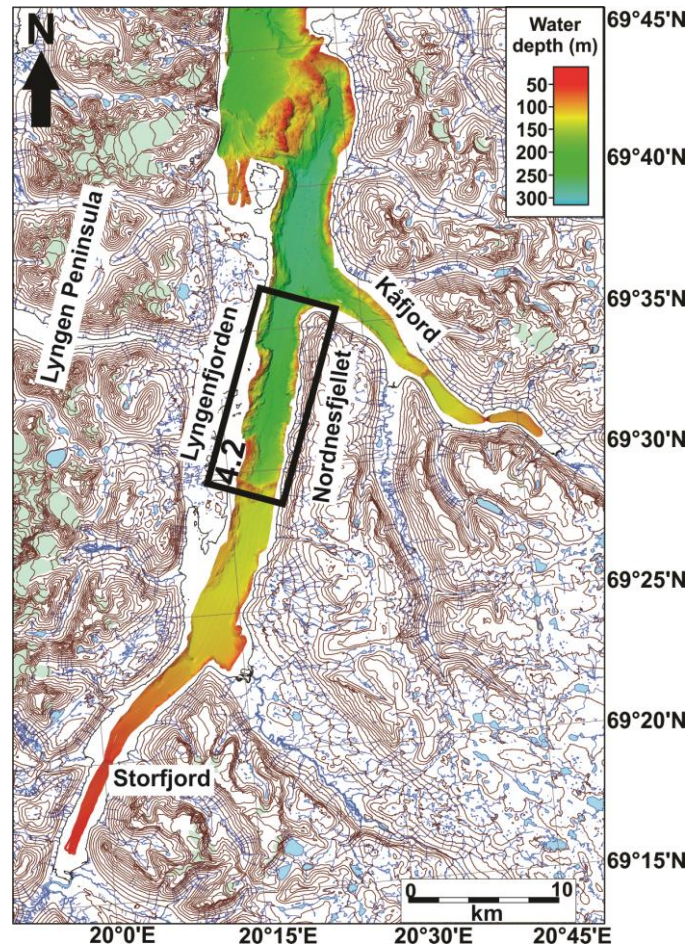 N
Water
depth (m)
50
100
150
200
250
300
69°45'N
69°40'N
69°35'N
69°30'N
69°25'N
69°20'N
69°15'N
Lyngen Peninsula
Lyngenfjorden
Kåfjord
Nordnesfjellet
4.2
Storfjord
0
10
km
20°0'E
20°15'E
20°30'E
20°45'E